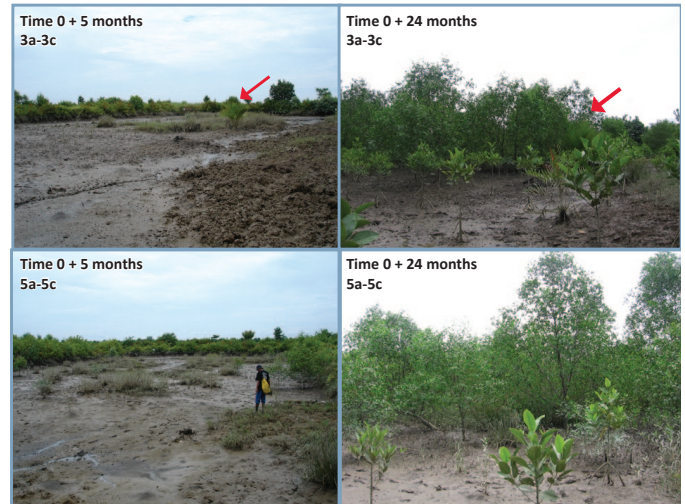 Time 0 + 5 months
3a-3c
Time 0 + 24 months
3a-3c
Time 0 + 5 months
5a-5c
Time 0 + 24 months
5a-5c